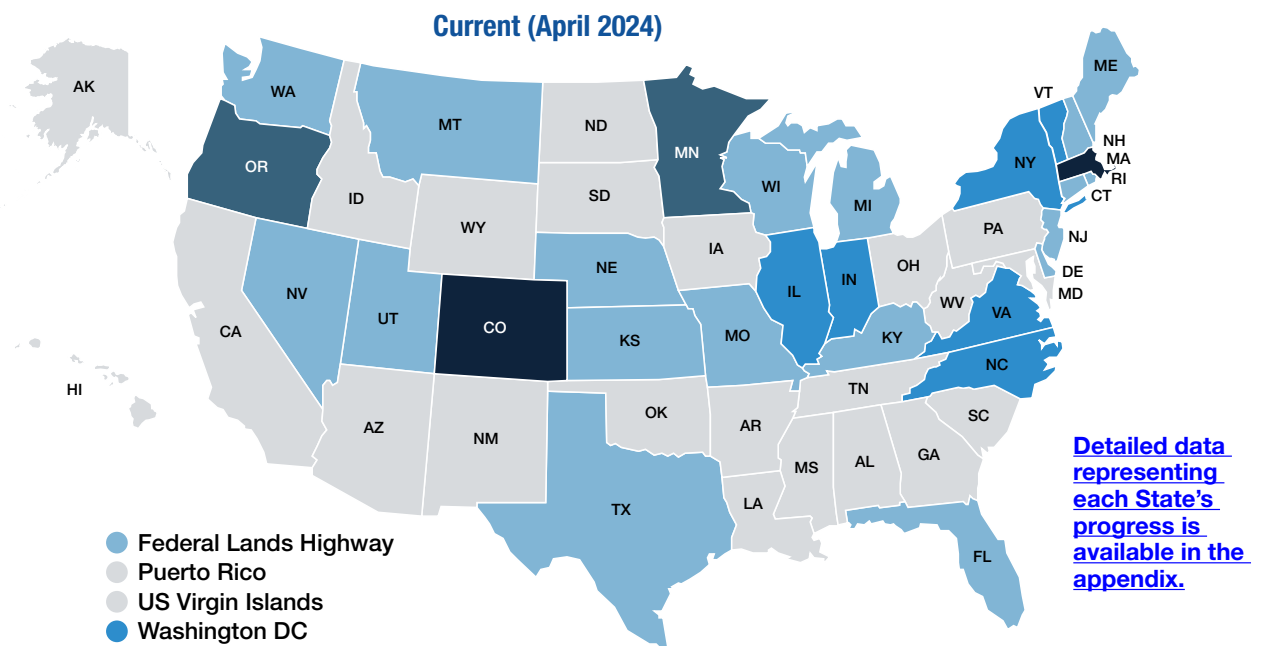 Current (April 2024)
AK
WA
MT
ND
MN
ME
VT
NH
MA
RI
CT
NY
OR
ID
WI
MI
SD
WY
PA
NJ
IA
OH
NE
DE
MD
IL
IN
WV
NV
VA
UT
CO
CA
MO
KY
KS
NC
HI
TN
OK
AZ
NM
AR
SC
MS
AL
GA
LA
TX
FL
Detailed data
representing
each State’s
progress is
available in the
appendix.
Federal Lands Highway
Puerto Rico
US Virgin Islands
Washington DC